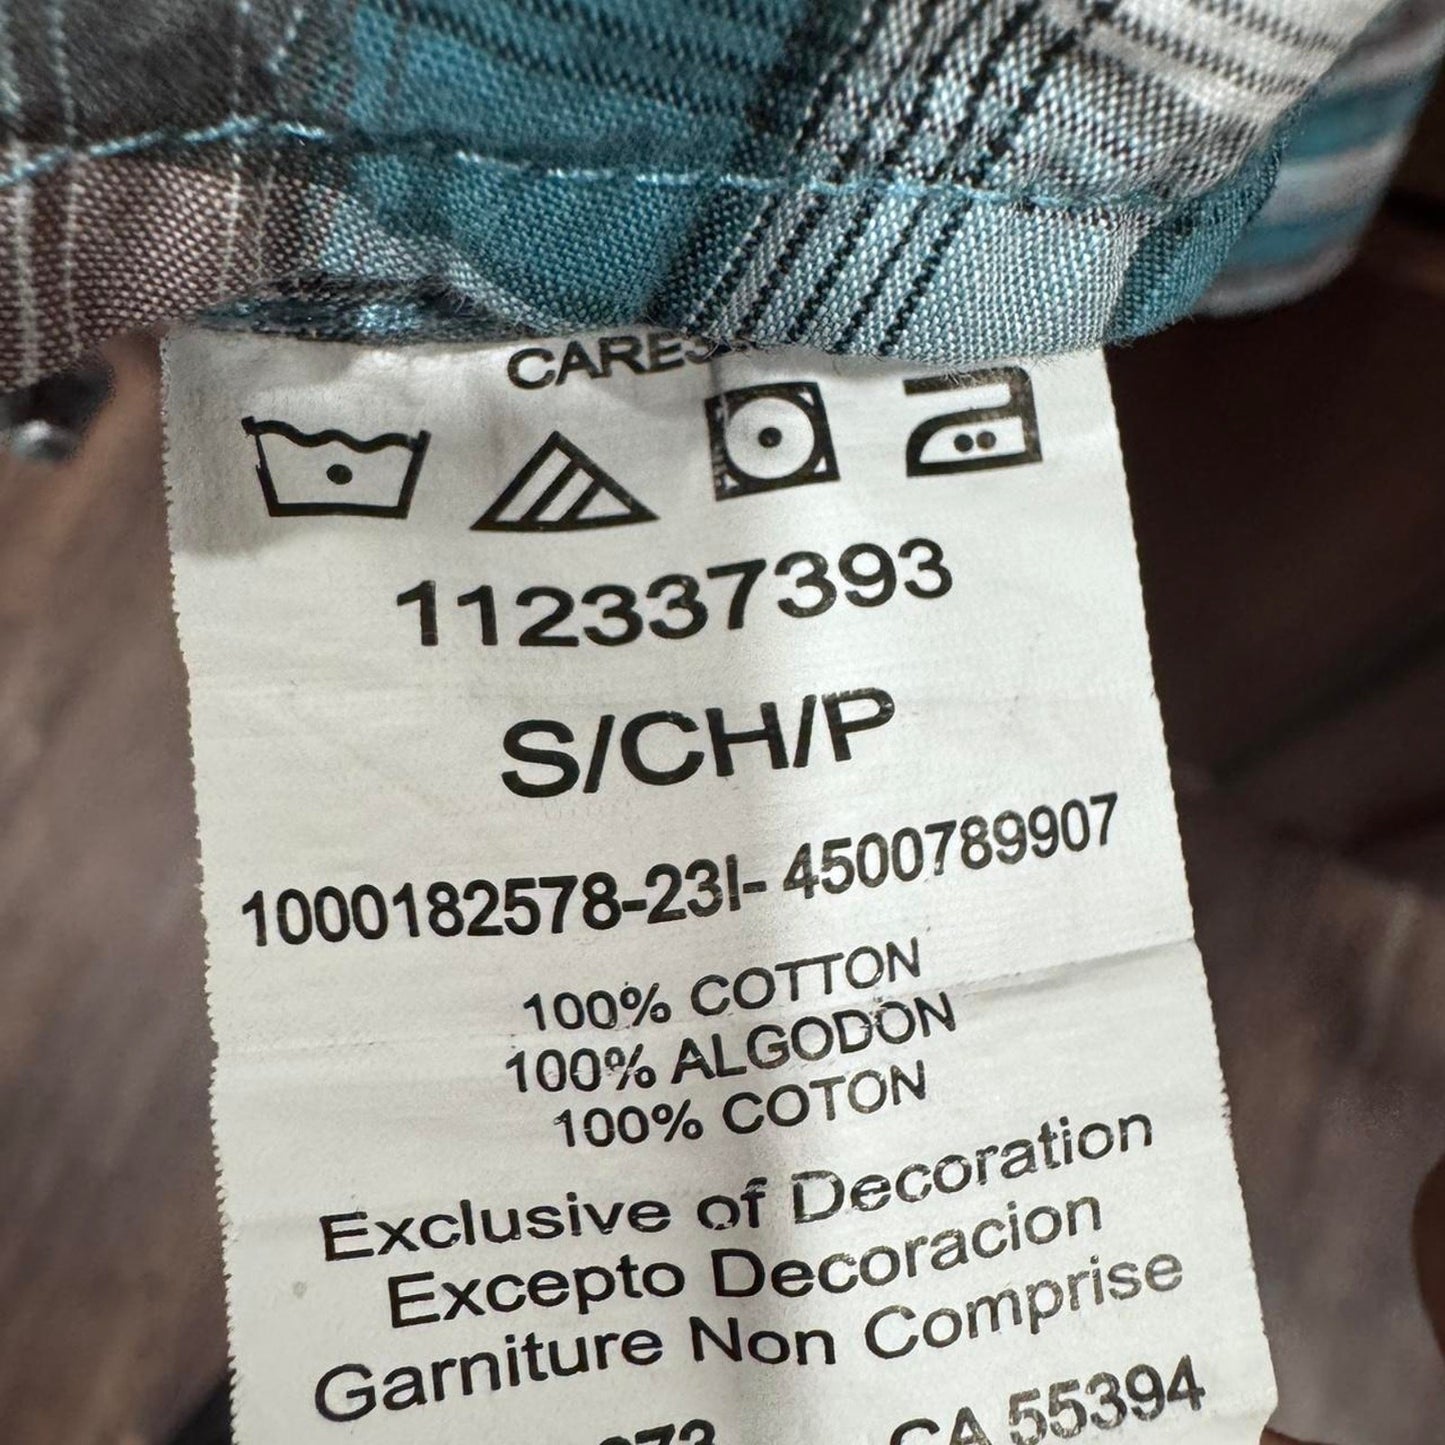 112337393
S/CH/P
1000182578-23I- 4500789907
100% COTTON
100% ALGODON
100% COTON
Exclusive of Decoration
Excepto Decoracion
Garniture Non Comprise
CA 55394